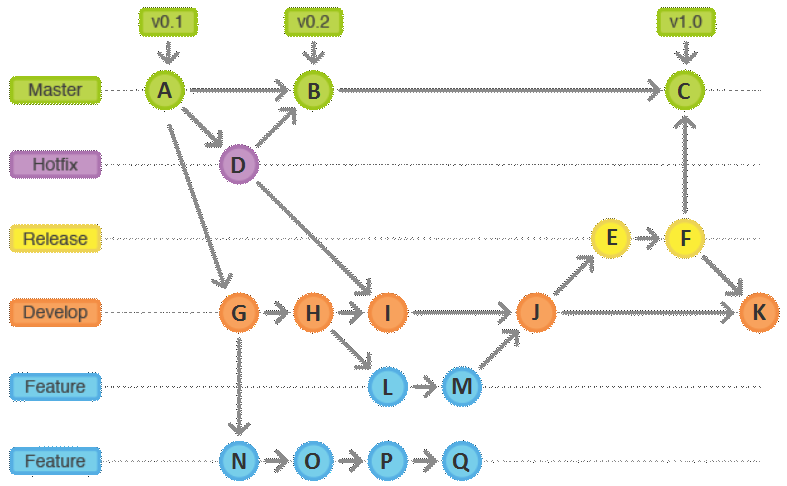 v0.1 v0.2 v1.0
Master A B C
Hotfix D
Release E F
Develop G H I J K
Feature L M
Feature N O P Q